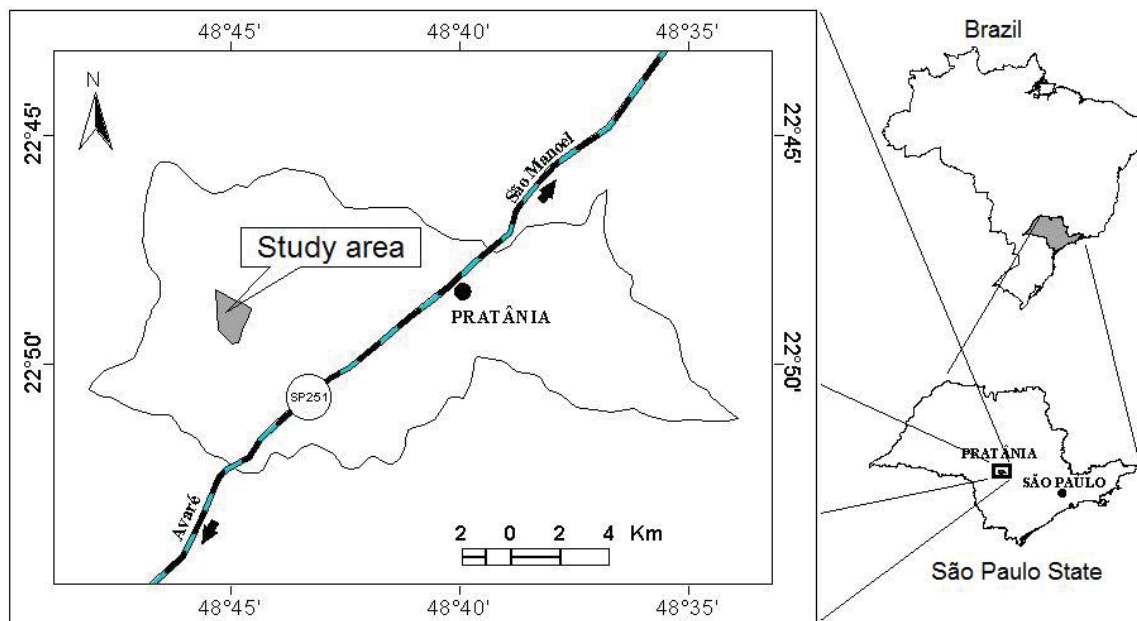 48°45'
48°40'
48°35'
N
22°45'
22°45'
São Manoel
Study area
PRATÂNIA
22°50'
22°50'
SP251
Avaré
2 0 2 4 Km
48°45'
48°40'
48°35'
Brazil
PRATÂNIA
SÃO PAULO
São Paulo State